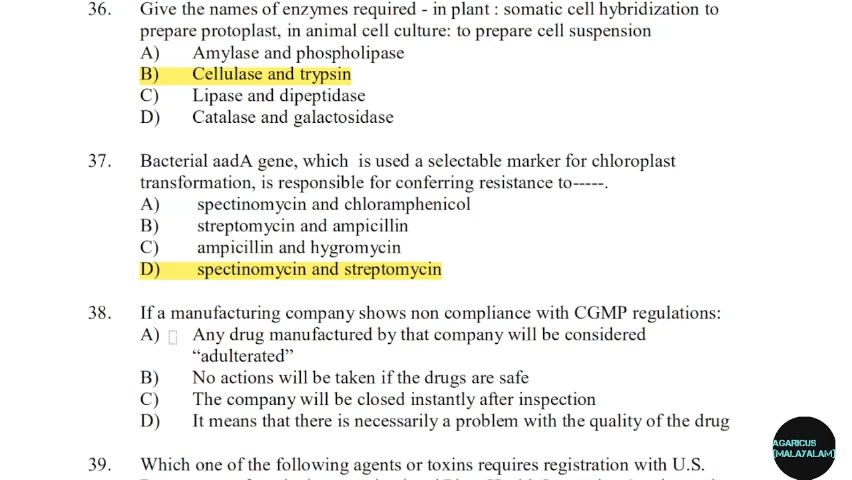 36. Give the names of enzymes required - in plant : somatic cell hybridization to
prepare protoplast, in animal cell culture: to prepare cell suspension
A) Amylase and phospholipase
B) Cellulase and trypsin
C) Lipase and dipeptidase
D) Catalase and galactosidase
37. Bacterial aadA gene, which is used a selectable marker for chloroplast
transformation, is responsible for conferring resistance to-----.
A) spectinomycin and chloramphenicol
B) streptomycin and ampicillin
C) ampicillin and hygromycin
D) spectinomycin and streptomycin
38. If a manufacturing company shows non compliance with CGMP regulations:
A) Any drug manufactured by that company will be considered
“adulterated”
B) No actions will be taken if the drugs are safe
C) The company will be closed instantly after inspection
D) It means that there is necessarily a problem with the quality of the drug
AGARICUS
(MALAYALAM)
39. Which one of the following agents or toxins requires registration with U.S.